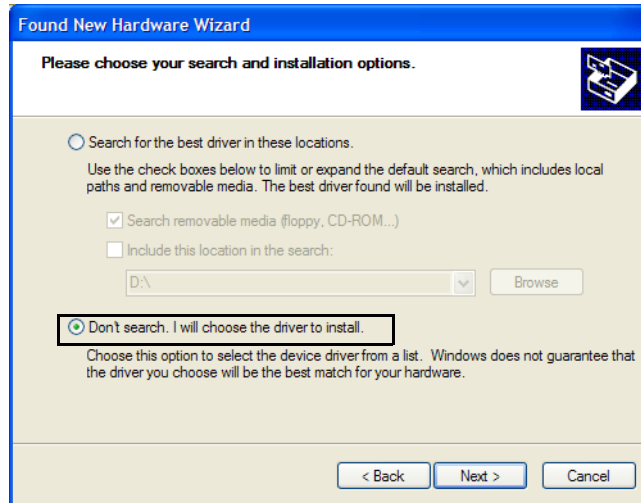 Found New Hardware Wizard
Please choose your search and installation options.
Search for the best driver in these locations.
Use the check boxes below to limit or expand the default search, which includes local
paths and removable media. The best driver found will be installed.
Search removable media (floppy, CD-ROM...)
Include this location in the search:
D:\
Browse
Don't search. I will choose the driver to install.
Choose this option to select the device driver from a list. Windows does not guarantee that
the driver you choose will be the best match for your hardware.
< Back Next > Cancel